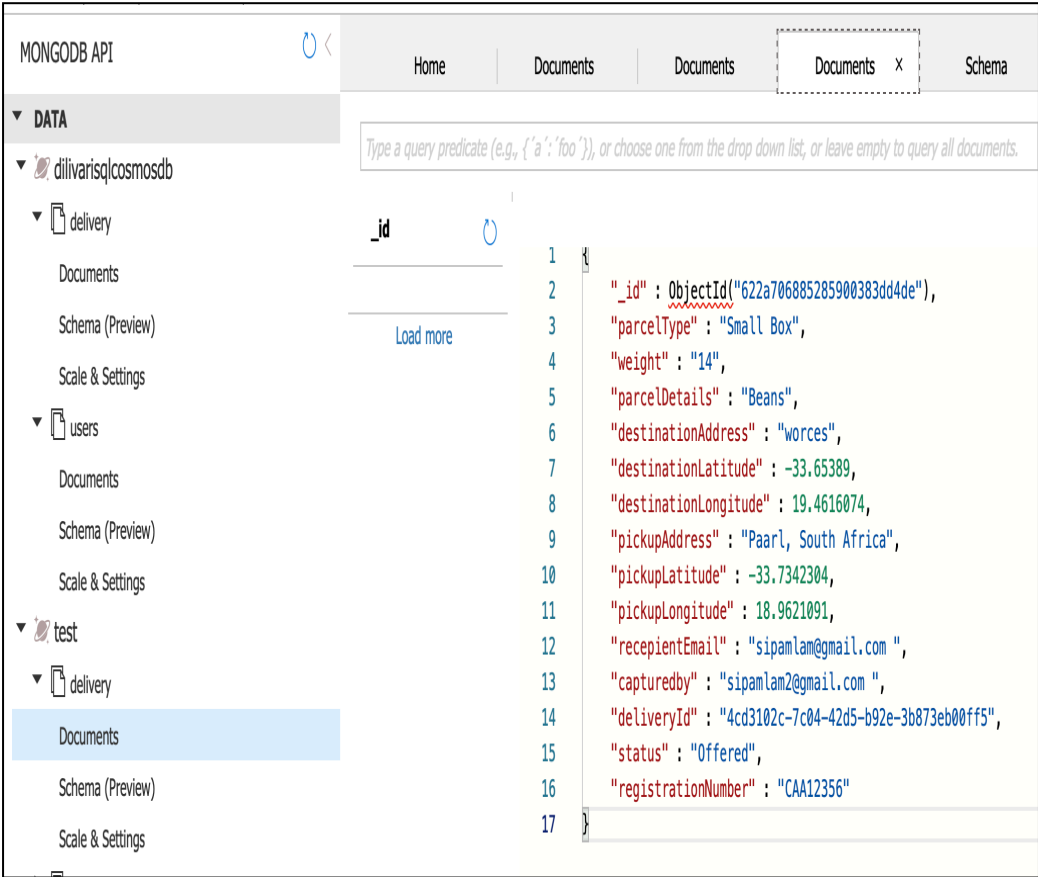 MONGODB API
Home
Documents
Documents
Documents ×
Schema
DATA
dilivarisqlcosmosdb
delivery
Documents
Schema (Preview)
Scale & Settings
users
Documents
Schema (Preview)
Scale & Settings
test
delivery
Documents
Schema (Preview)
Scale & Settings
Type a query predicate (e.g., {´a´:´foo´}), or choose one from the drop down list, or leave empty to query all documents.
_id
Load more
1 {
2 "_id" : ObjectId("622a706885285900383dd4de"),
3 "parcelType" : "Small Box",
4 "weight" : "14",
5 "parcelDetails" : "Beans",
6 "destinationAddress" : "worces",
7 "destinationLatitude" : -33.65389,
8 "destinationLongitude" : 19.4616074,
9 "pickupAddress" : "Paarl, South Africa",
10 "pickupLatitude" : -33.7342304,
11 "pickupLongitude" : 18.9621091,
12 "recepientEmail" : "sipamlam@gmail.com ",
13 "capturedby" : "sipamlam2@gmail.com ",
14 "deliveryId" : "4cd3102c-7c04-42d5-b92e-3b873eb00ff5",
15 "status" : "Offered",
16 "registrationNumber" : "CAA12356"
17 }